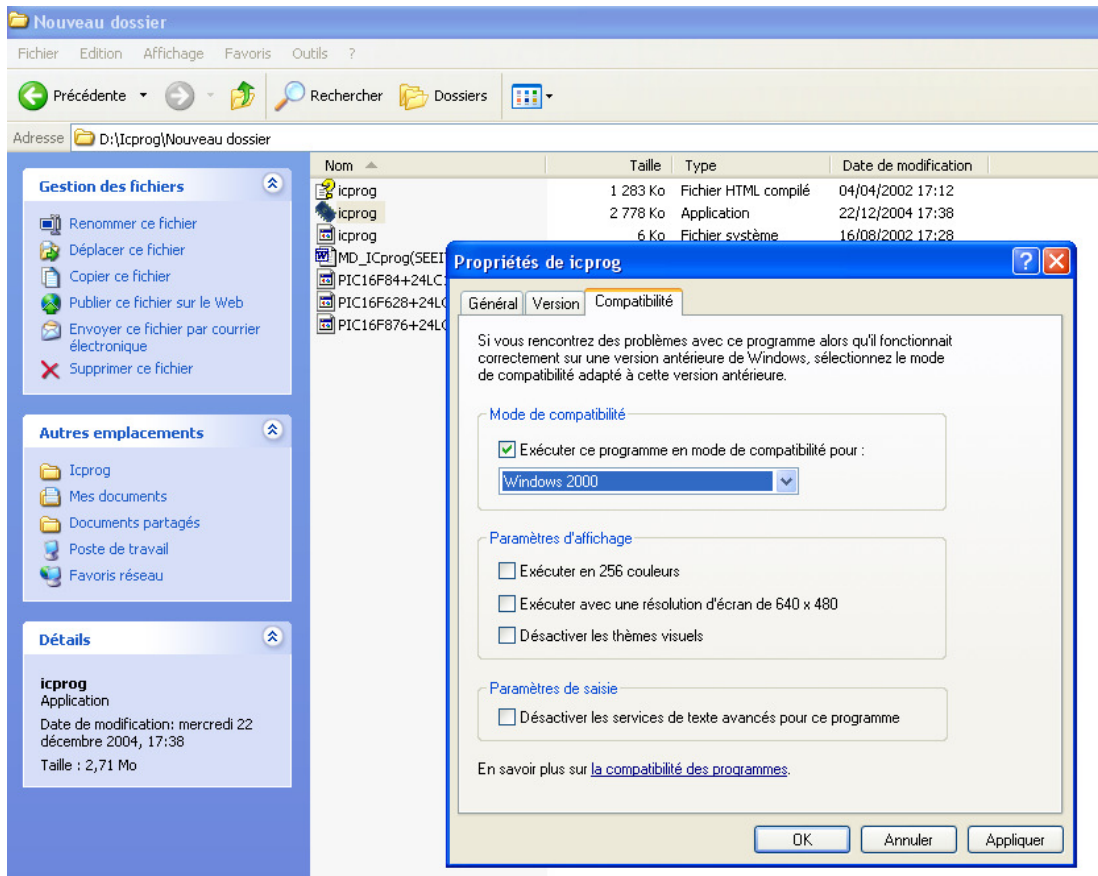 Nouveau dossier
Fichier Edition Affichage Favoris Outils ?
Précédente Rechercher Dossiers
Adresse D:\Icprog\Nouveau dossier
Nom Taille Type Date de modification
icprog 1 283 Ko Fichier HTML compilé 04/04/2002 17:12
icprog 2 778 Ko Application 22/12/2004 17:38
icprog 6 Ko Fichier système 16/08/2002 17:28
MD_ICprog(SEEI
PIC16F84+24LC
PIC16F628+24L
PIC16F876+24L
Gestion des fichiers
Renommer ce fichier
Déplacer ce fichier
Copier ce fichier
Publier ce fichier sur le Web
Envoyer ce fichier par courrier
électronique
Supprimer ce fichier
Autres emplacements
Icprog
Mes documents
Documents partagés
Poste de travail
Favoris réseau
Détails
icprog
Application
Date de modification: mercredi 22
décembre 2004, 17:38
Taille : 2,71 Mo
Propriétés de icprog
Général Version Compatibilité
Si vous rencontrez des problèmes avec ce programme alors qu'il fonctionnait
correctement sur une version antérieure de Windows, sélectionnez le mode
de compatibilité adapté à cette version antérieure.
Mode de compatibilité
Exécuter ce programme en mode de compatibilité pour :
Windows 2000
Paramètres d'affichage
Exécuter en 256 couleurs
Exécuter avec une résolution d'écran de 640 x 480
Désactiver les thèmes visuels
Paramètres de saisie
Désactiver les services de texte avancés pour ce programme
En savoir plus sur la compatibilité des programmes.
OK Annuler Appliquer